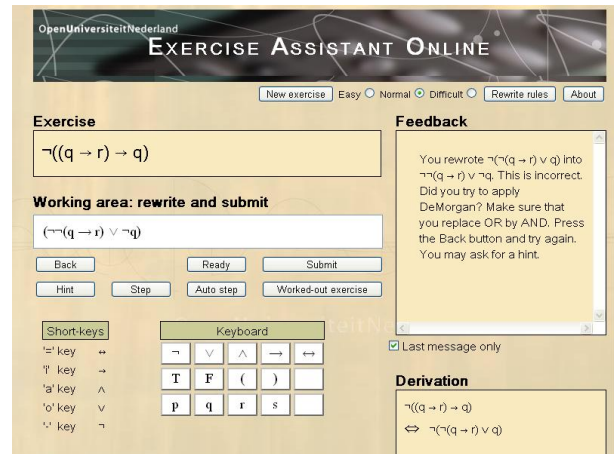 OpenUniversiteitNederland
EXERCISE ASSISTANT ONLINE
New exercise Easy Normal Difficult Rewrite rules About
Exercise
¬((q → r) → q)
Working area: rewrite and submit
(¬¬(q → r) ∨ ¬q)
Back Ready Submit
Hint Step Auto step Worked-out exercise
Short-keys
'=' key ↔
'i' key →
'a' key ∧
'o' key ∨
'-' key ¬
Keyboard
¬ ∨ ∧ → ↔
T F ( )
p q r s
Feedback
You rewrote ¬(¬(q → r) ∨ q) into
¬¬(q → r) ∨ ¬q. This is incorrect.
Did you try to apply
DeMorgan? Make sure that
you replace OR by AND. Press
the Back button and try again.
You may ask for a hint.
Last message only
Derivation
¬((q → r) → q)
⇔ ¬(¬(q → r) ∨ q)